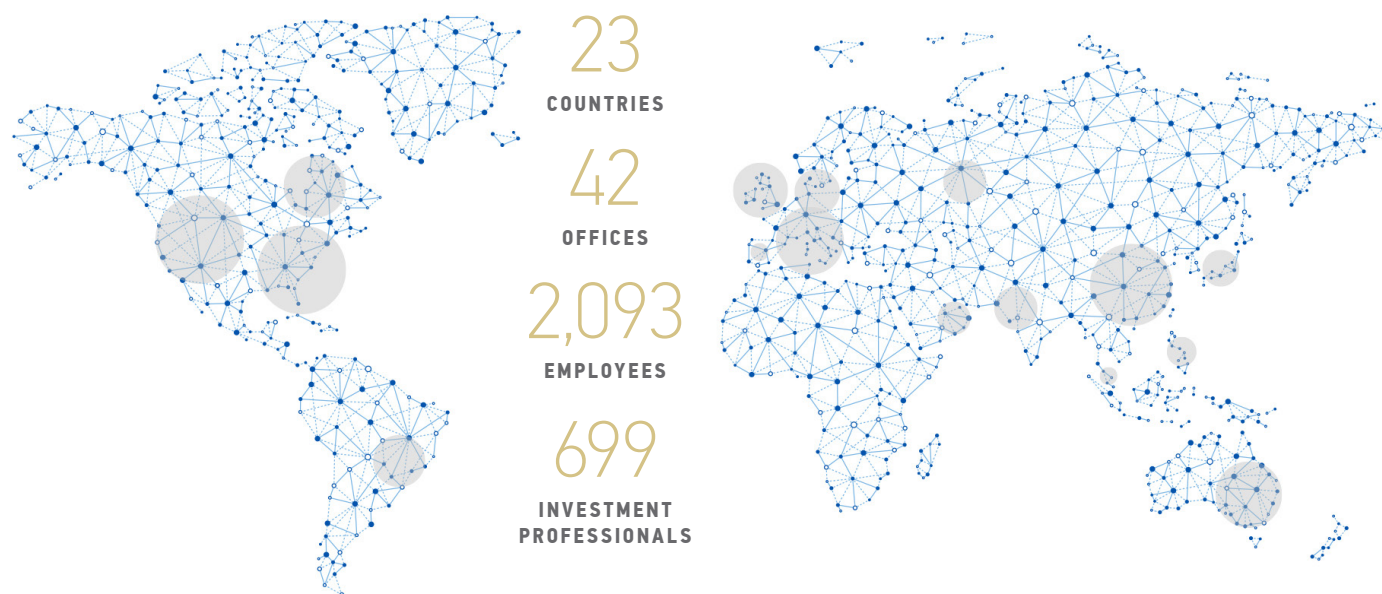 23
COUNTRIES
42
OFFICES
2,093
EMPLOYEES
699
INVESTMENT
PROFESSIONALS